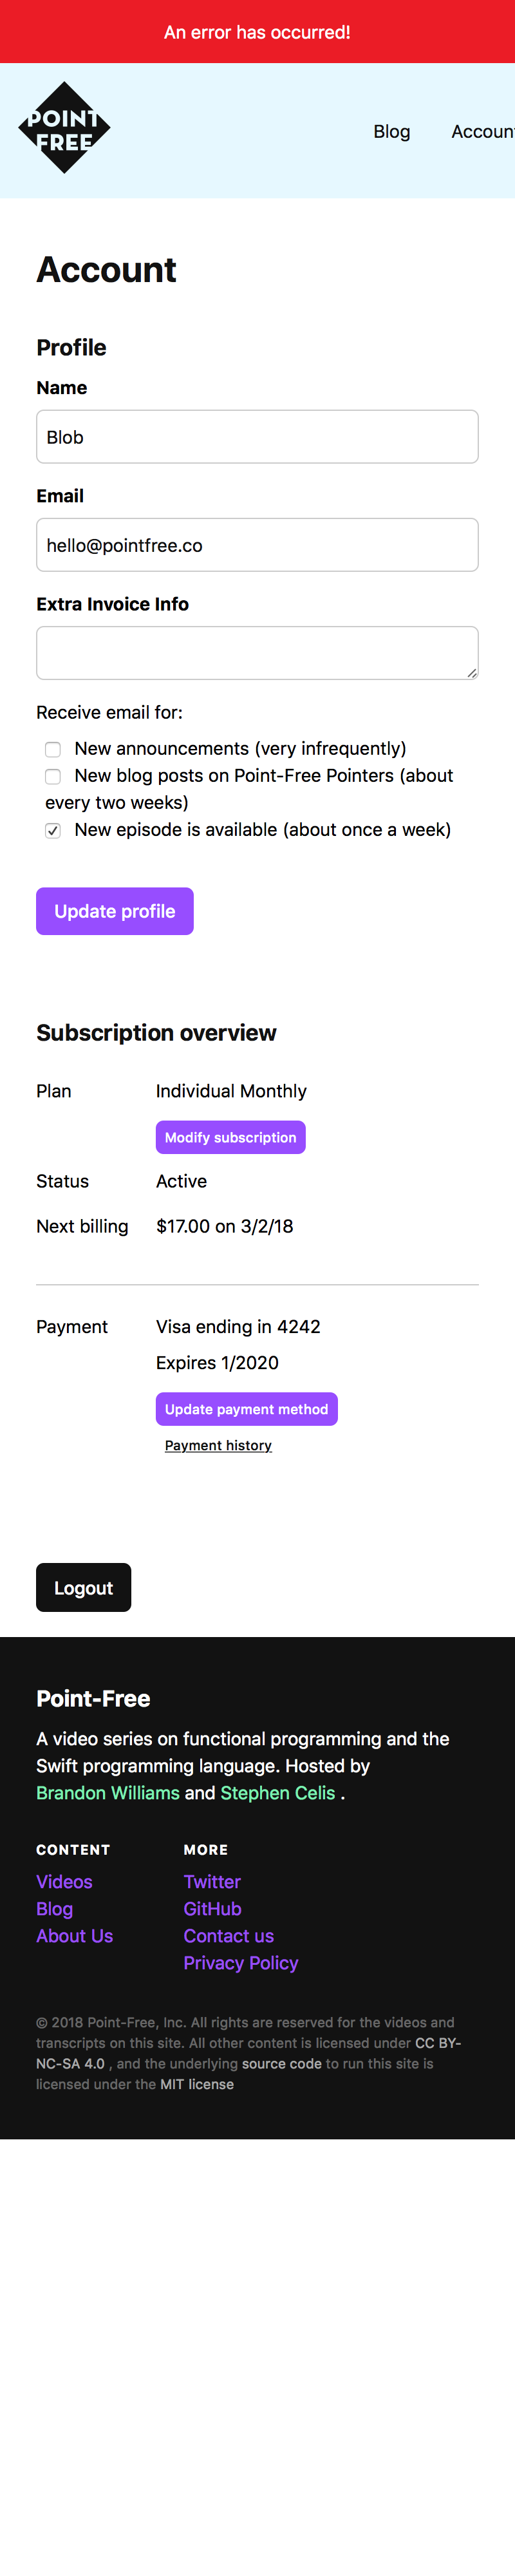 An error has occurred!
POINT
FREE
Blog
Account
Account
Profile
Name
Blob
Email
hello@pointfree.co
Extra Invoice Info
Receive email for:
New announcements (very infrequently)
New blog posts on Point-Free Pointers (about
every two weeks)
New episode is available (about once a week)
Update profile
Subscription overview
Plan
Individual Monthly
Modify subscription
Status
Active
Next billing
$17.00 on 3/2/18
Payment
Visa ending in 4242
Expires 1/2020
Update payment method
Payment history
Logout
Point-Free
A video series on functional programming and the
Swift programming language. Hosted by
Brandon Williams and Stephen Celis .
CONTENT
Videos
Blog
About Us
MORE
Twitter
GitHub
Contact us
Privacy Policy
© 2018 Point-Free, Inc. All rights are reserved for the videos and
transcripts on this site. All other content is licensed under CC BY-
NC-SA 4.0 , and the underlying source code to run this site is
licensed under the MIT license